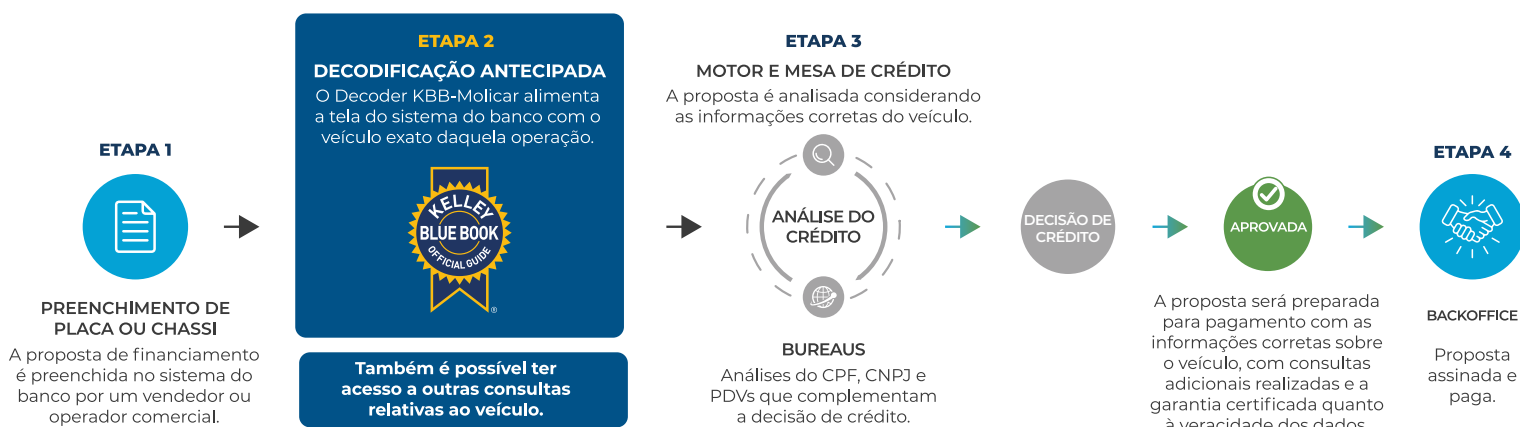 ETAPA 1
PREENCHIMENTO DE
PLACA OU CHASSI
A proposta de financiamento
é preenchida no sistema do
banco por um vendedor ou
operador comercial.
ETAPA 2
DECODIFICAÇÃO ANTECIPADA
O Decoder KBB-Molicar alimenta
a tela do sistema do banco com o
veículo exato daquela operação.
KELLEY
BLUE BOOK
OFFICIAL GUIDE
®
Também é possível ter
acesso a outras consultas
relativas ao veículo.
ETAPA 3
MOTOR E MESA DE CRÉDITO
A proposta é analisada considerando
as informações corretas do veículo.
ANÁLISE DO
CRÉDITO
BUREAUS
Análises do CPF, CNPJ e
PDVs que complementam
a decisão de crédito.
DECISÃO DE
CRÉDITO
APROVADA
A proposta será preparada
para pagamento com as
informações corretas sobre
o veículo, com consultas
adicionais realizadas e a
garantia certificada quanto
à veracidade dos dados.
ETAPA 4
BACKOFFICE
Proposta
assinada e
paga.